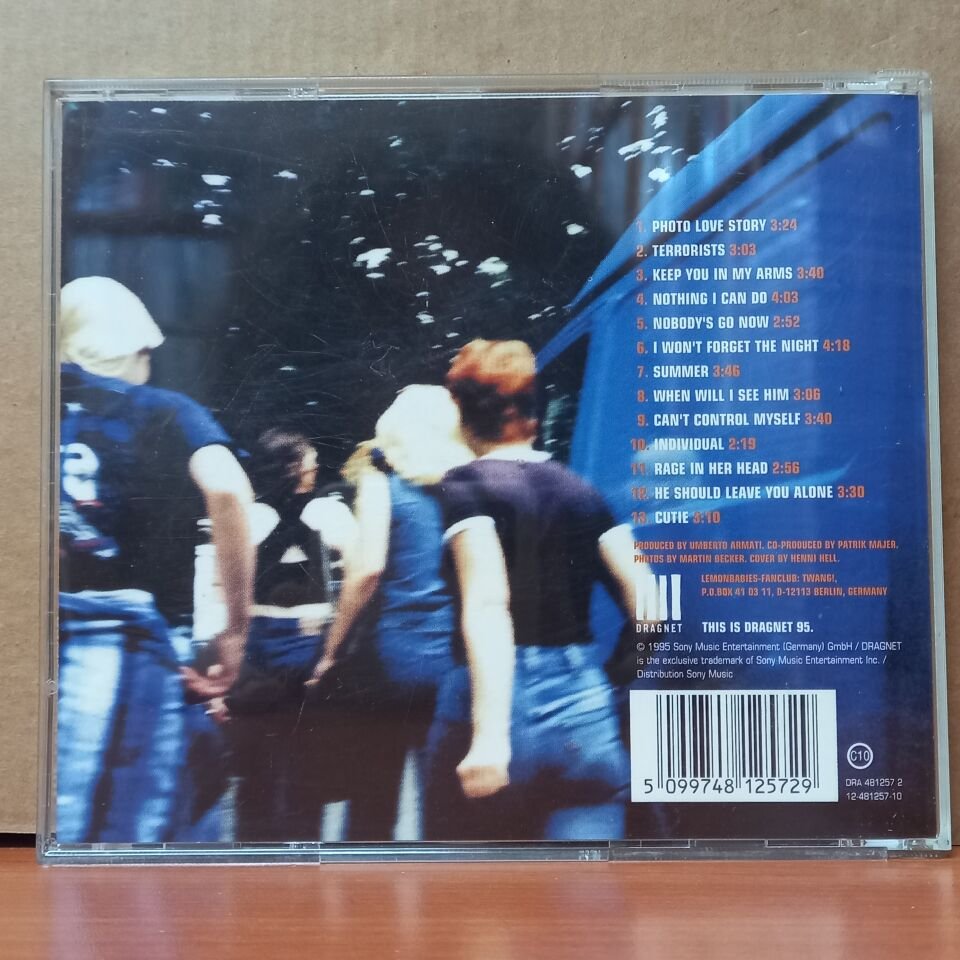 1. PHOTO LOVE STORY 3:24
2. TERRORISTS 3:03
3. KEEP YOU IN MY ARMS 3:40
4. NOTHING I CAN DO 4:03
5. NOBODY'S GO NOW 2:52
6. I WON'T FORGET THE NIGHT 4:18
7. SUMMER 3:46
8. WHEN WILL I SEE HIM 3:06
9. CAN'T CONTROL MYSELF 3:40
10. INDIVIDUAL 2:19
11. RAGE IN HER HEAD 2:56
12. HE SHOULD LEAVE YOU ALONE 3:30
13. CUTIE 3:10
PRODUCED BY UMBERTO ARMATI. CO-PRODUCED BY PATRIK MAJER.
PHOTOS BY MARTIN BECKER. COVER BY HENNI HELL.
LEMONBABIES-FANCLUB: TWANG!,
P.O.BOX 41 03 11, D-12113 BERLIN, GERMANY
DRAGNET THIS IS DRAGNET 95.
© 1995 Sony Music Entertainment (Germany) GmbH / DRAGNET
is the exclusive trademark of Sony Music Entertainment Inc. /
Distribution Sony Music
5 099748 125729
C10
DRA 481257 2
12-481257-10